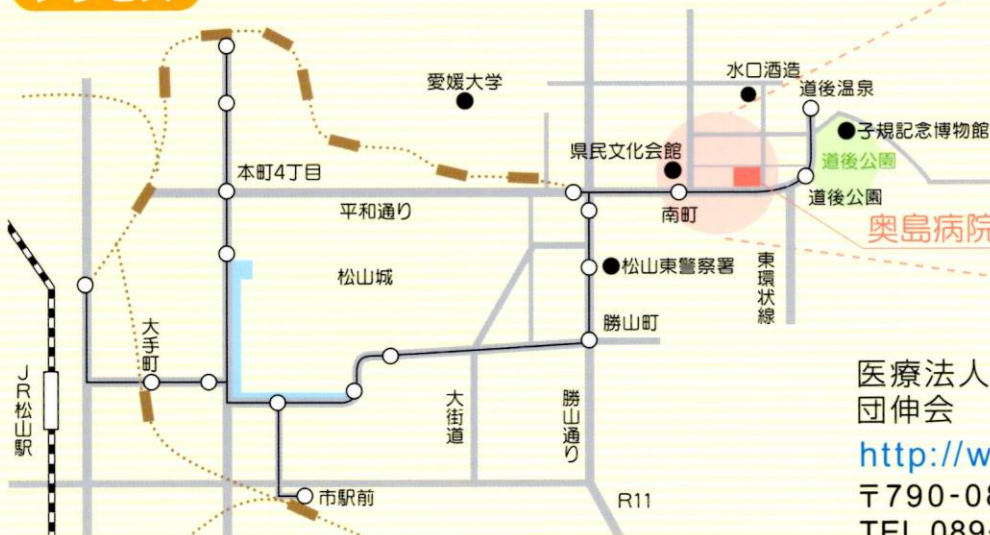 水口酒造
愛媛大学
道後温泉
子規記念博物館
県民文化会館
道後公園
本町4丁目
道後公園
平和通り
南町
奥島病院
松山城
松山東警察署
東環状線
大手町
勝山町
JR松山駅
大街道
勝山通り
医療法人
団伸会
http://w
市駅前
R11
〒790-08
TEL 089-